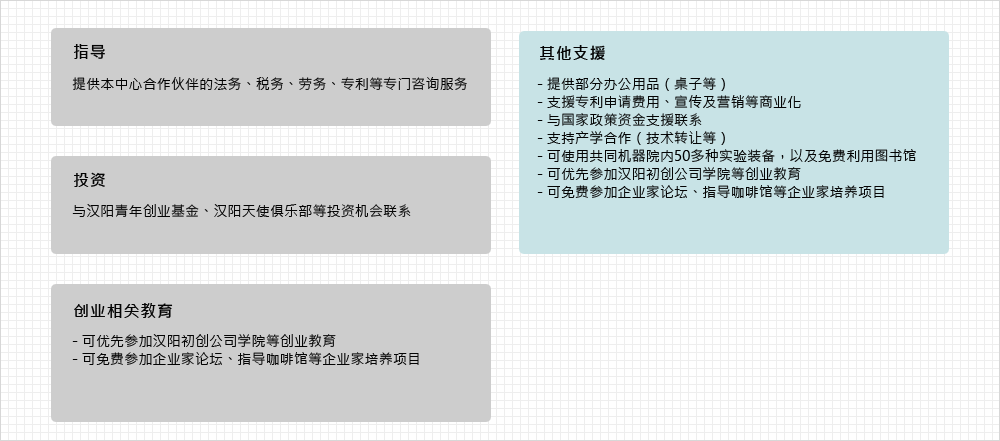 指导
提供本中心合作伙伴的法务、税务、劳务、专利等专门咨询服务
投资
与汉阳青年创业基金、汉阳天使俱乐部等投资机会联系
创业相关教育
- 可优先参加汉阳初创公司学院等创业教育
- 可免费参加企业家论坛、指导咖啡馆等企业家培养项目
其他支援
- 提供部分办公用品（桌子等）
- 支援专利申请费用、宣传及营销等商业化
- 与国家政策资金支援联系
- 支持产学合作（技术转让等）
- 可使用共同机器院内50多种实验装备，以及免费利用图书馆
- 可优先参加汉阳初创公司学院等创业教育
- 可免费参加企业家论坛、指导咖啡馆等企业家培养项目